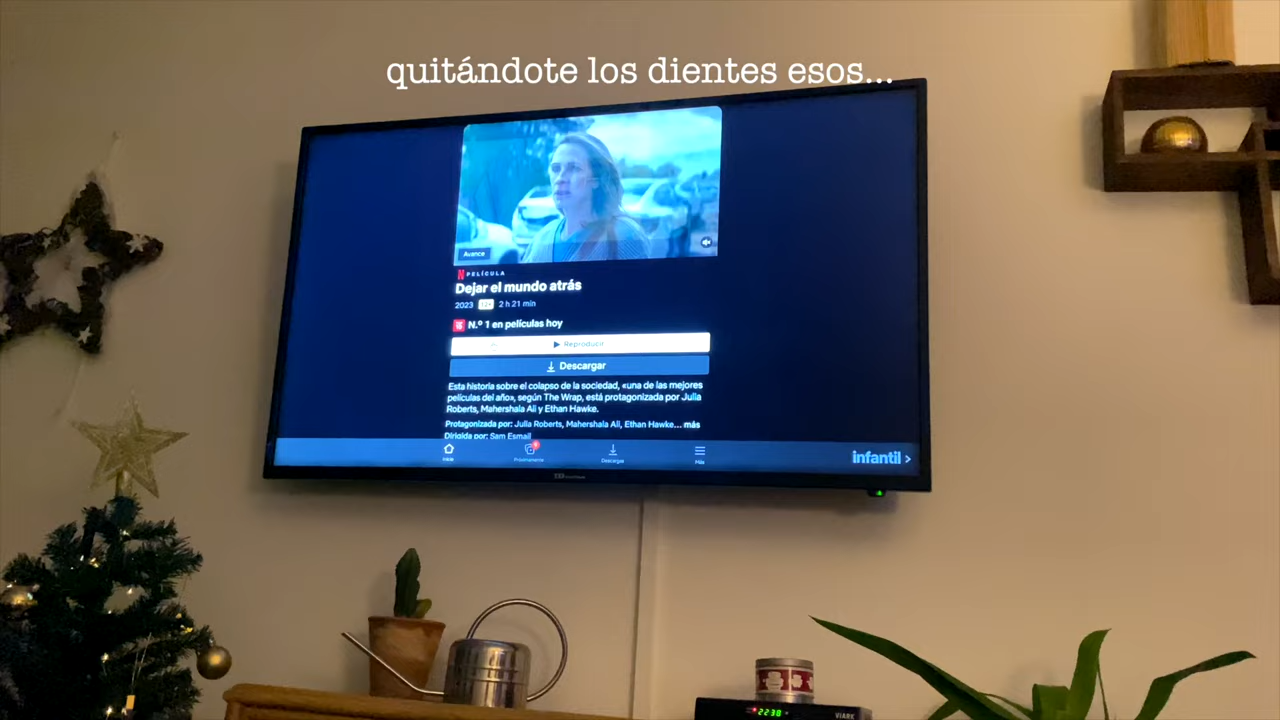 quitándote los dientes esos...
Avance
PELÍCULA
Dejar el mundo atrás
2023 2 h 21 min
N.º 1 en películas hoy
Reproducir
Descargar
Esta historia sobre el colapso de la sociedad, «una de las mejores
películas del año», según The Wrap, está protagonizada por Julia
Roberts, Mahershala Ali y Ethan Hawke.
Protagonizada por: Julia Roberts, Mahershala Ali, Ethan Hawke... más
Dirigida por: Sam Esmail
Inicio Próximamente Descargas Más
infantil >
22:38 VIARK